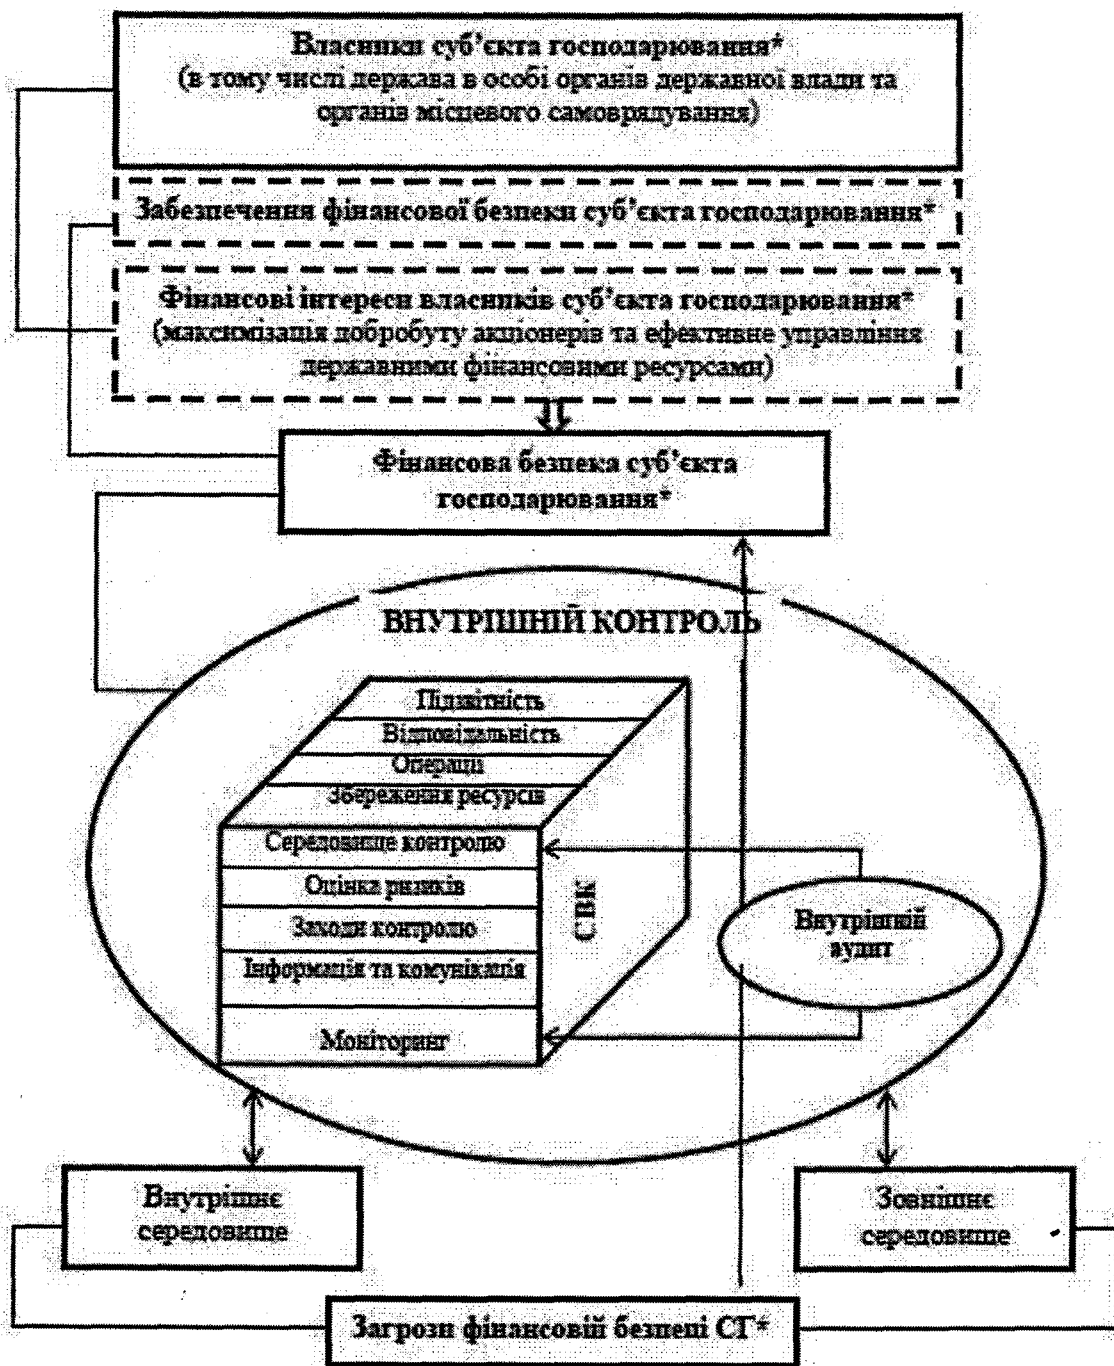 Власники суб’єкта господарювання*
(в тому числі держава в особі органів державної влади та
органів місцевого самоврядування)
Забезпечення фінансової безпеки суб’єкта господарювання*
Фінансові інтереси власників суб’єкта господарювання*
(максимізація добробуту акціонерів та ефективне управління
державними фінансовими ресурсами)
Фінансова безпека суб’єкта
господарювання*
ВНУТРІШНІЙ КОНТРОЛЬ
Підзвітність
Відповідальність
Операції
Збереження ресурсів
Середовище контролю
Оцінка ризиків
Заходи контролю
Інформація та комунікація
Моніторинг
СВК
Внутрішній
аудит
Внутрішнє
середовище
Зовнішнє
середовище
Загрози фінансовій безпеці СГ*